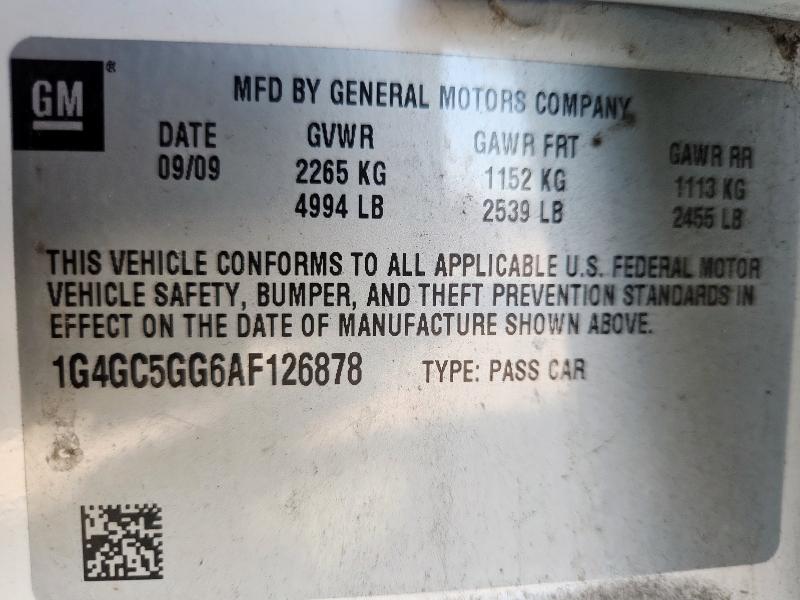 GM ®
MFD BY GENERAL MOTORS COMPANY
DATE GVWR GAWR FRT GAWR RR
09/09 2265 KG 1152 KG 1113 KG
4994 LB 2539 LB 2455 LB
THIS VEHICLE CONFORMS TO ALL APPLICABLE U.S. FEDERAL MOTOR
VEHICLE SAFETY, BUMPER, AND THEFT PREVENTION STANDARDS IN
EFFECT ON THE DATE OF MANUFACTURE SHOWN ABOVE.
1G4GC5GG6AF126878 TYPE: PASS CAR